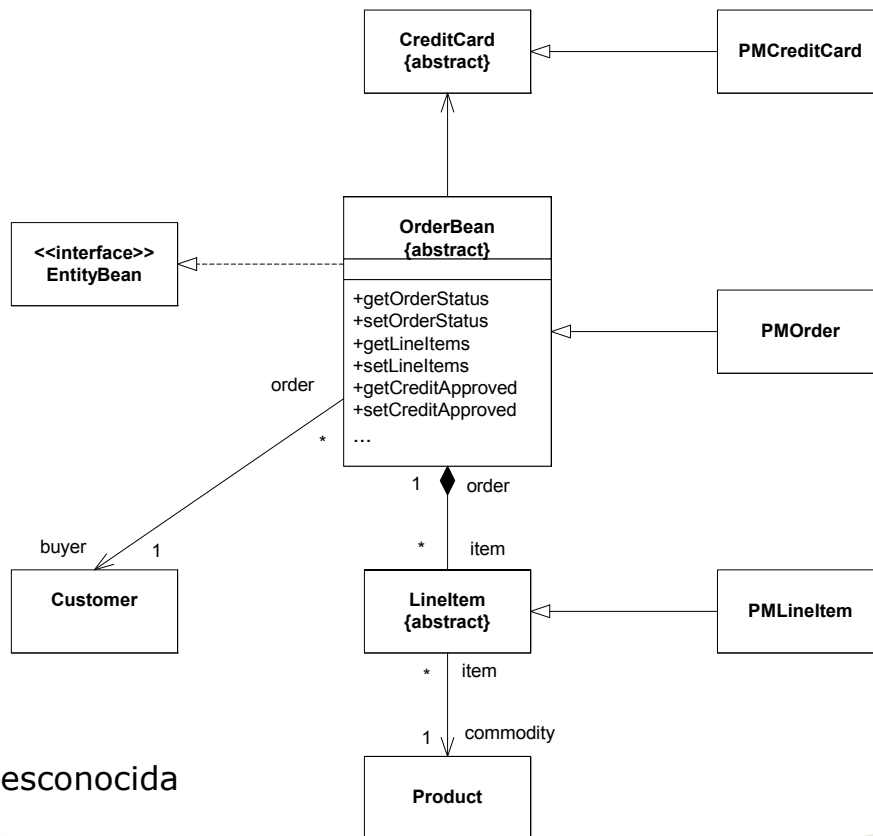 CreditCard
{abstract}
PMCreditCard
OrderBean
{abstract}
<<interface>>
EntityBean
+getOrderStatus
+setOrderStatus
+getLineItems
+setLineItems
+getCreditApproved
+setCreditApproved
...
PMOrder
order
*
1
order
buyer
1
*
item
Customer
LineItem
{abstract}
PMLineItem
*
item
1
commodity
esconocida
Product